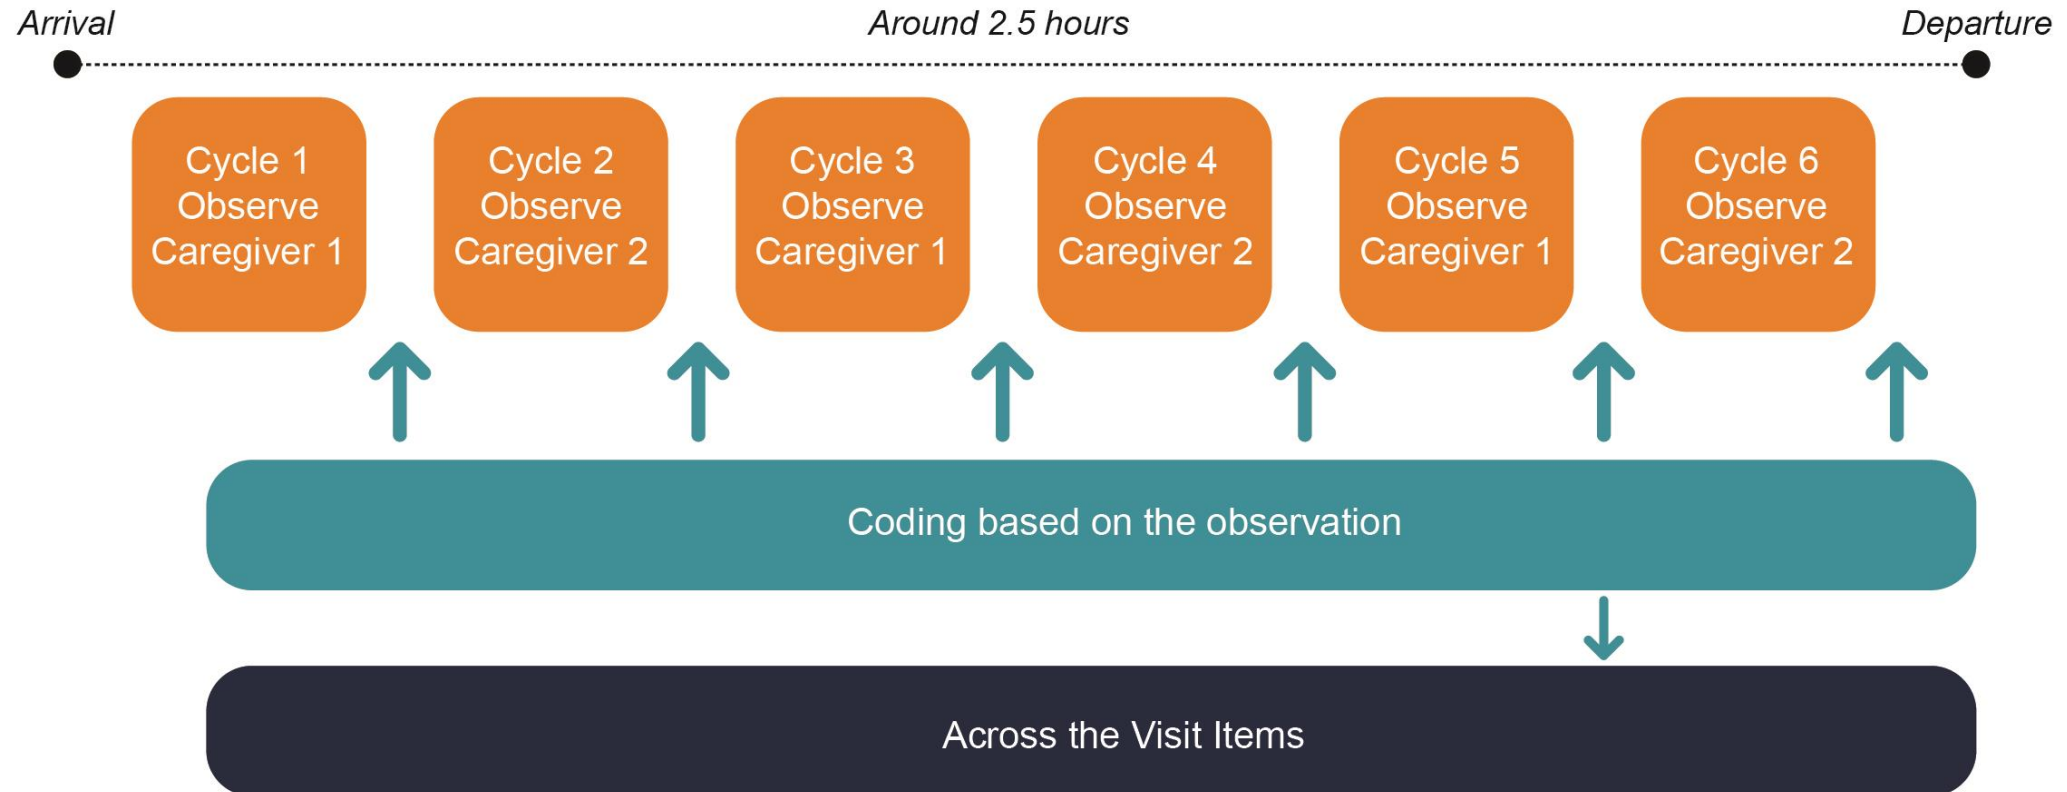 Arrival
Around 2.5 hours
Departure
Cycle 1
Observe
Caregiver 1
Cycle 2
Observe
Caregiver 2
Cycle 3
Observe
Caregiver 1
Cycle 4
Observe
Caregiver 2
Cycle 5
Observe
Caregiver 1
Cycle 6
Observe
Caregiver 2
Coding based on the observation
Across the Visit Items